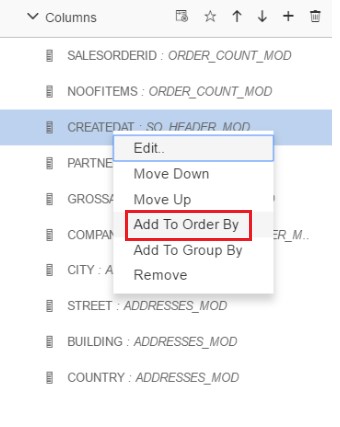 Columns
SALESORDERID : ORDER_COUNT_MOD
NOOFITEMS : ORDER_COUNT_MOD
CREATEDAT : SO_HEADER_MOD
Edit..
PARTNE
Move Down
GROSSA
Move Up
COMPAN
Add To Order By
ER_M..
Add To Group By
CITY : A
Remove
STREET : ADDRESSES_MOD
BUILDING : ADDRESSES_MOD
COUNTRY : ADDRESSES_MOD